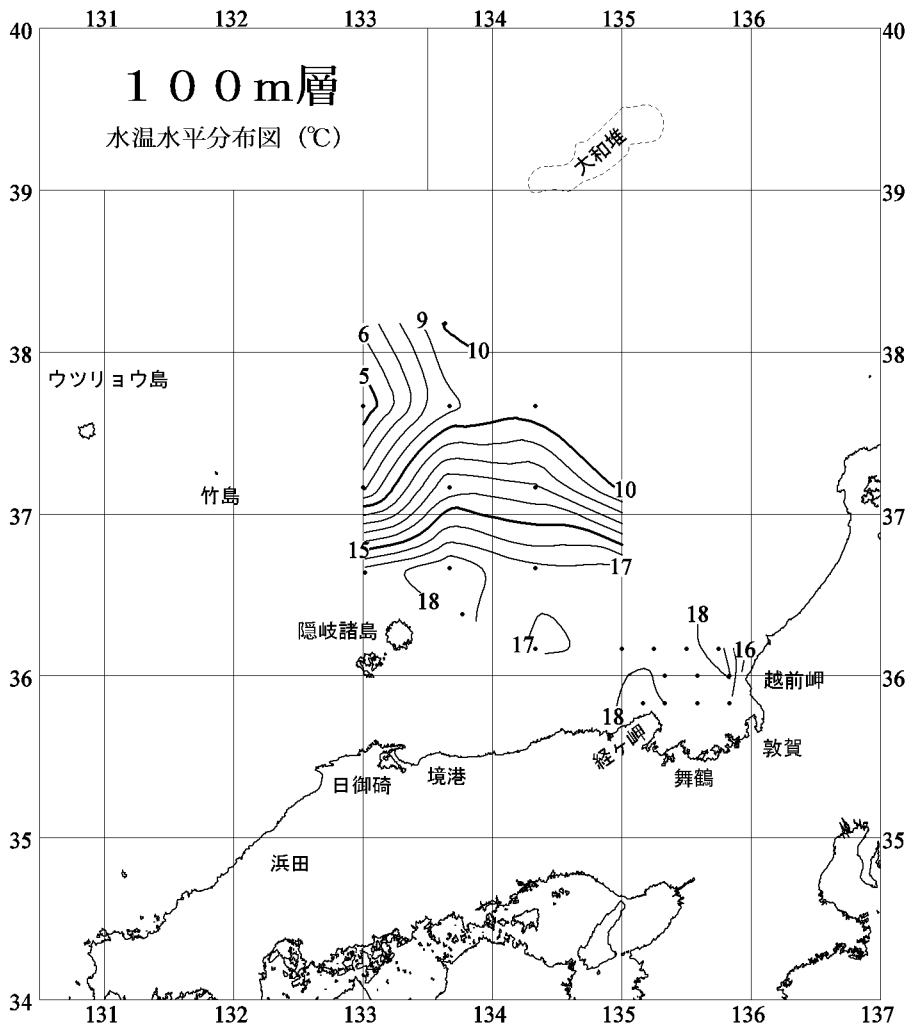 131 133 134 135 136
40 40
100m層
水温水平分布図 (℃)
大和堆
39 39
9
6
10
38 38
5
ウツリョウ島
10
竹島
37 37
15
17
18
18
隠岐諸島
17
16
36 36
越前岬
18
経ケ岬
敦賀
日御碕
境港
舞鶴
35 35
浜田
34
131 132 133 134 135 136 137